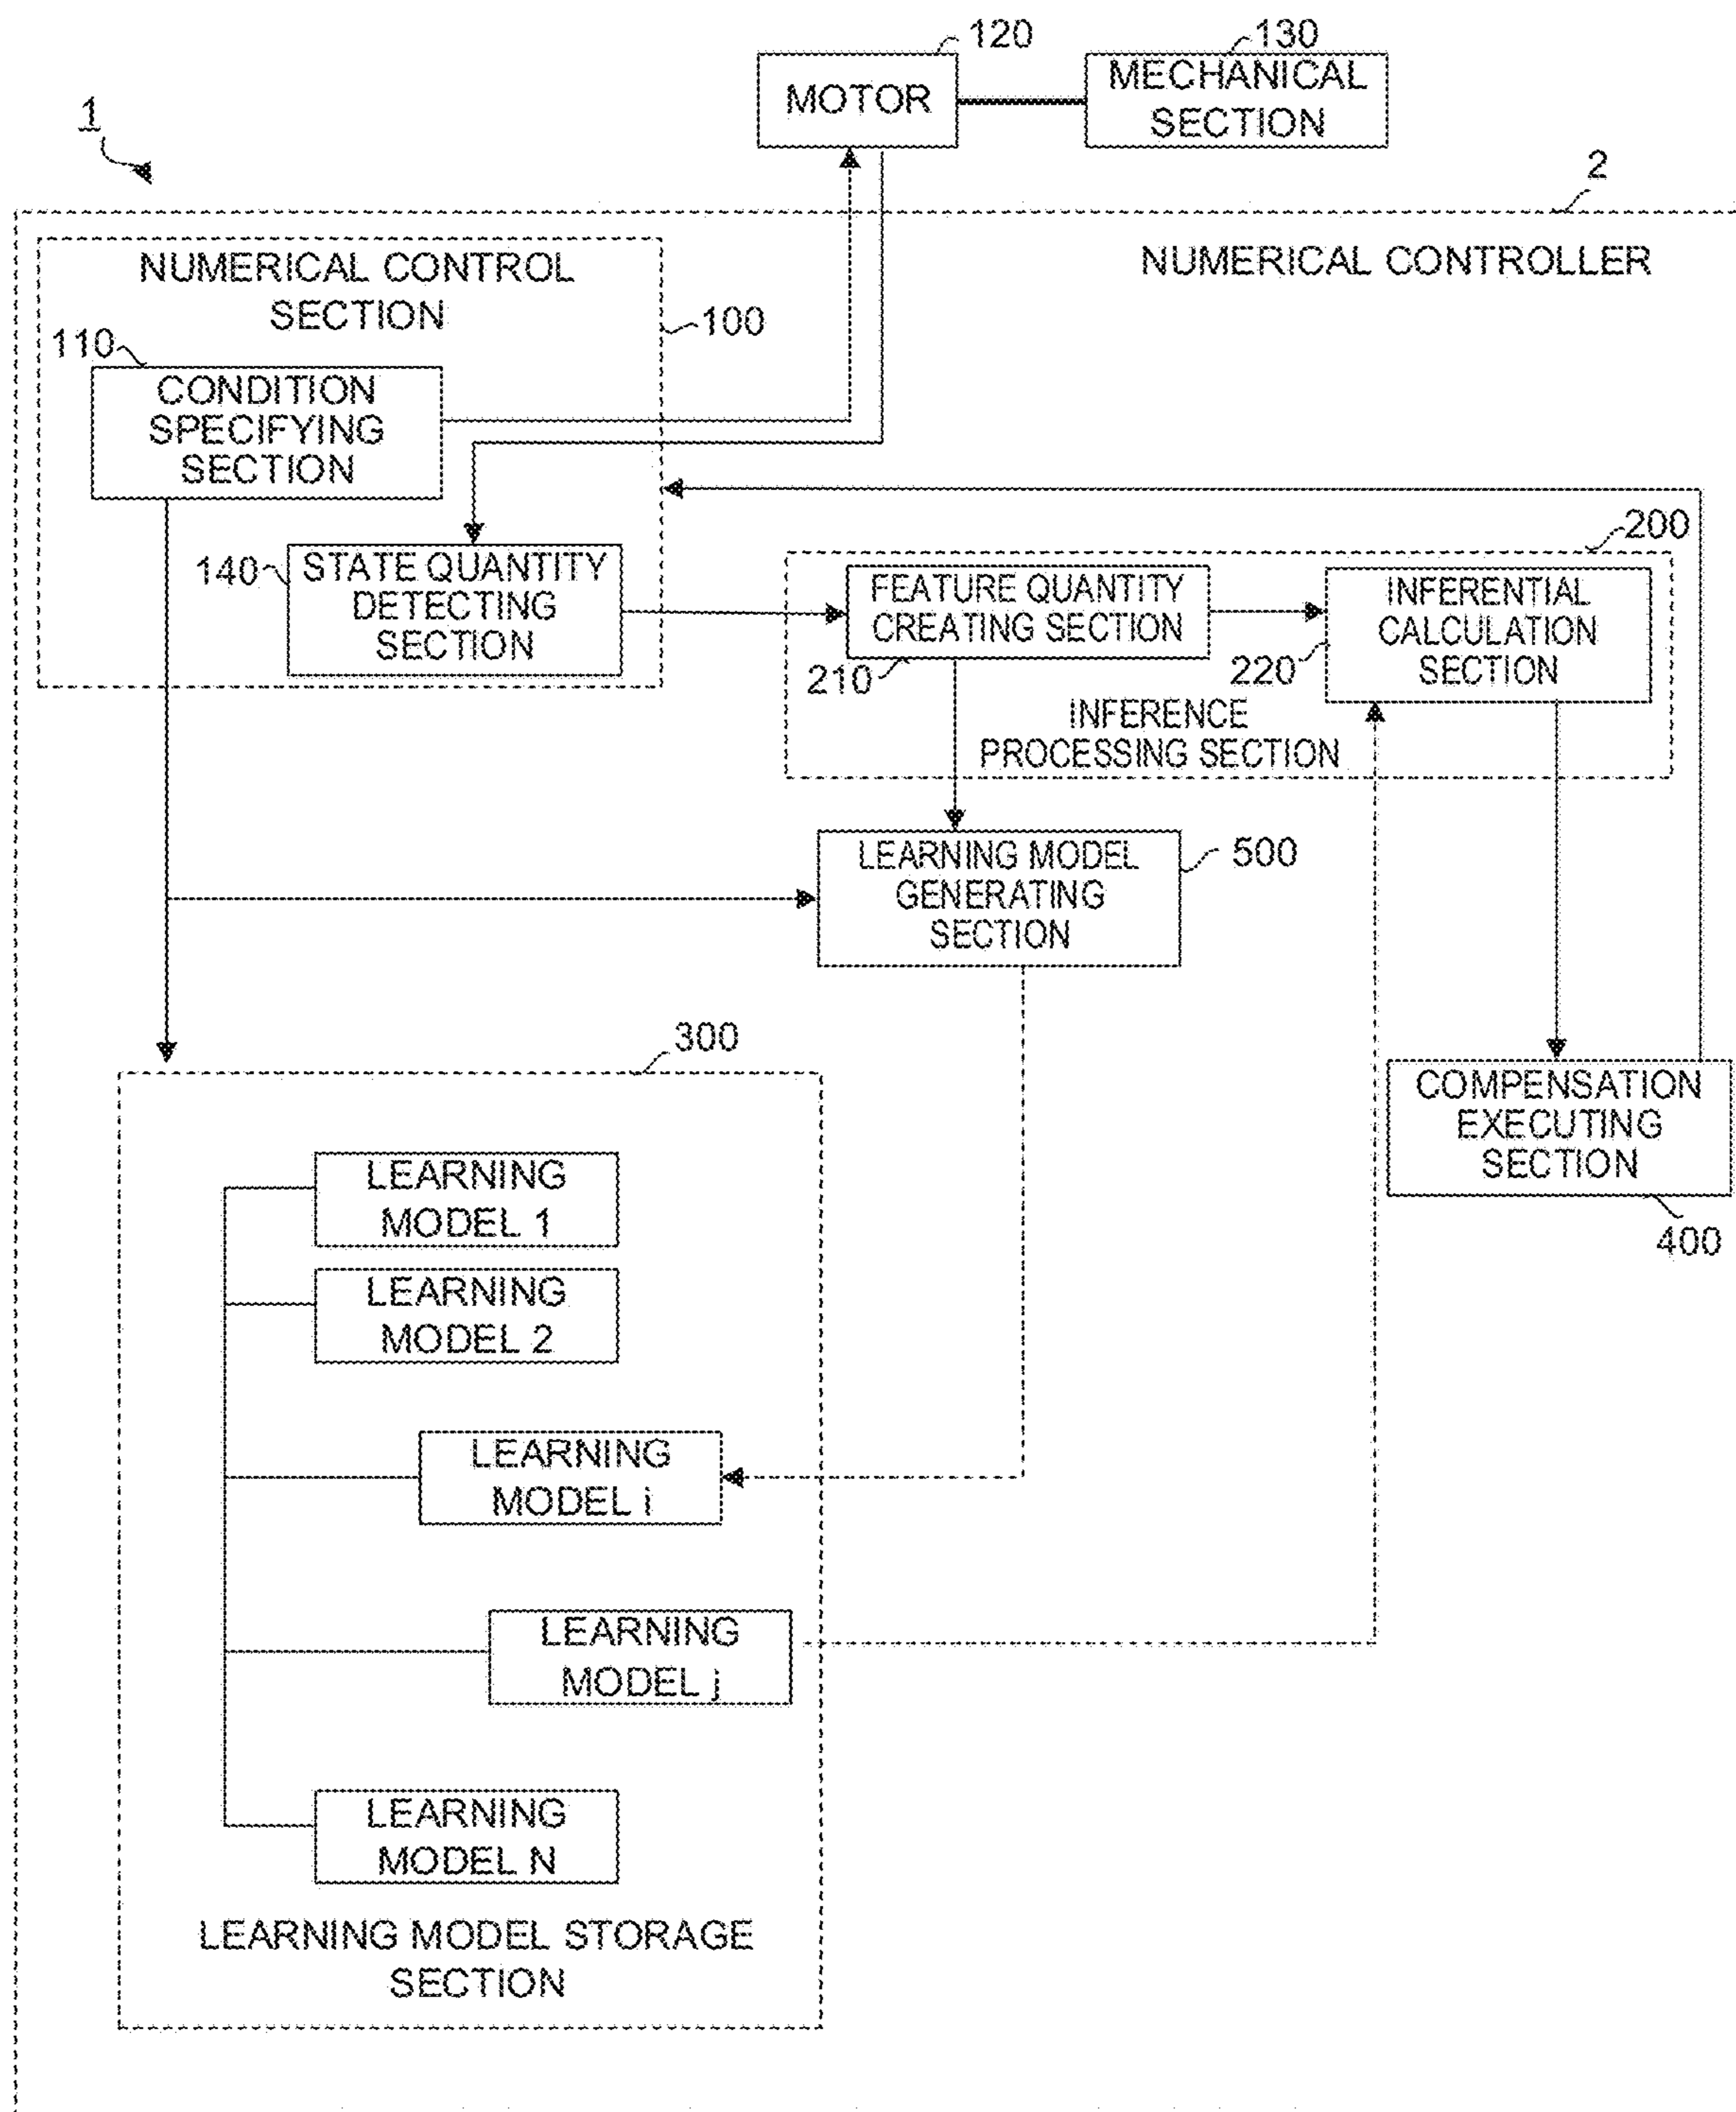 120
130
MOTOR
MECHANICAL
SECTION
1
2
NUMERICAL CONTROLLER
NUMERICAL CONTROL
SECTION
100
110
CONDITION
SPECIFYING
SECTION
200
140
STATE QUANTITY
DETECTING
SECTION
FEATURE QUANTITY
CREATING SECTION
210
INFERENTIAL
CALCULATION
SECTION
220
INFERENCE
PROCESSING SECTION
LEARNING MODEL
GENERATING
SECTION
500
300
COMPENSATION
EXECUTING
SECTION
400
LEARNING
MODEL 1
LEARNING
MODEL 2
LEARNING
MODEL i
LEARNING
MODEL j
LEARNING
MODEL N
LEARNING MODEL STORAGE
SECTION